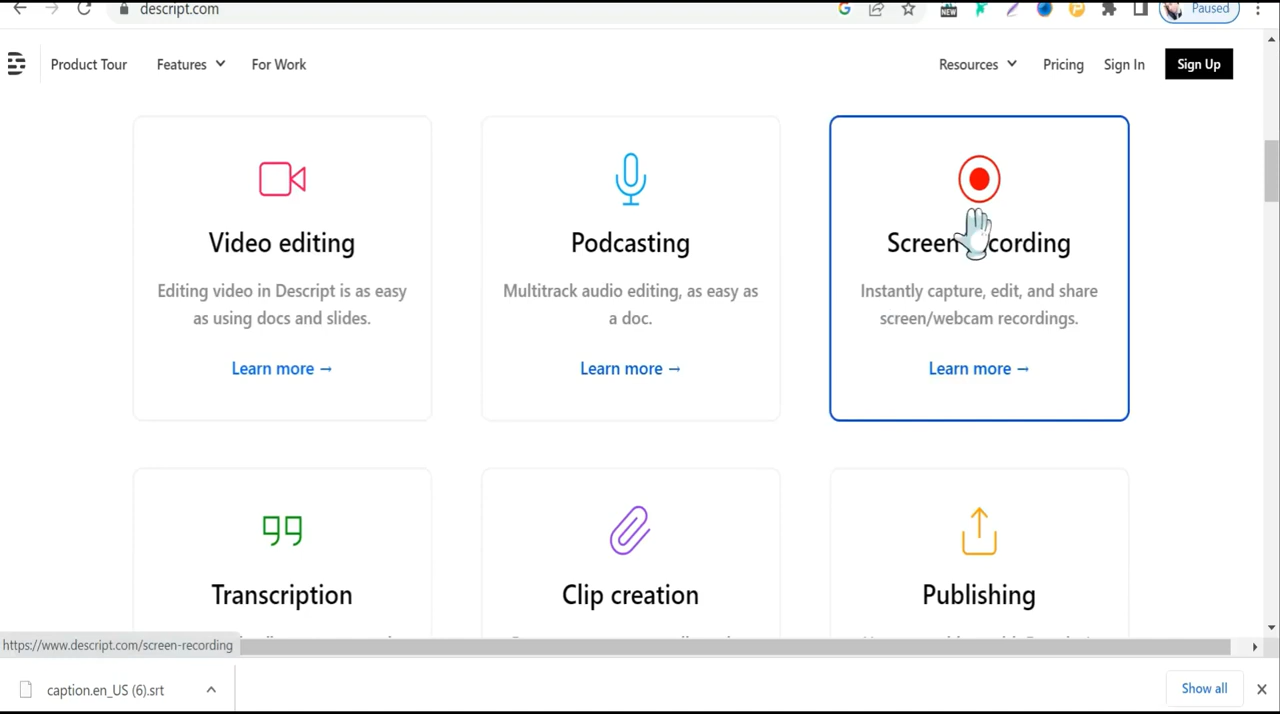 descript.com
NEW
Paused
Product Tour
Features
For Work
Resources
Pricing
Sign In
Sign Up
Video editing
Editing video in Descript is as easy
as using docs and slides.
Learn more →
Podcasting
Multitrack audio editing, as easy as
a doc.
Learn more →
Screen recording
Instantly capture, edit, and share
screen/webcam recordings.
Learn more →
Transcription
Clip creation
Publishing
https://www.descript.com/screen-recording
caption.en_US (6).srt
Show all